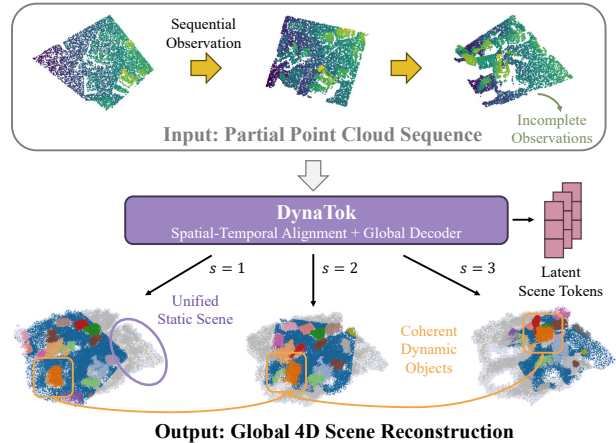 Sequential
Observation
Incomplete
Observations
Input: Partial Point Cloud Sequence
DynaTok
Spatial-Temporal Alignment + Global Decoder
Latent
Scene Tokens
s = 1
s = 2
s = 3
Unified
Static Scene
Coherent
Dynamic
Objects
Output: Global 4D Scene Reconstruction